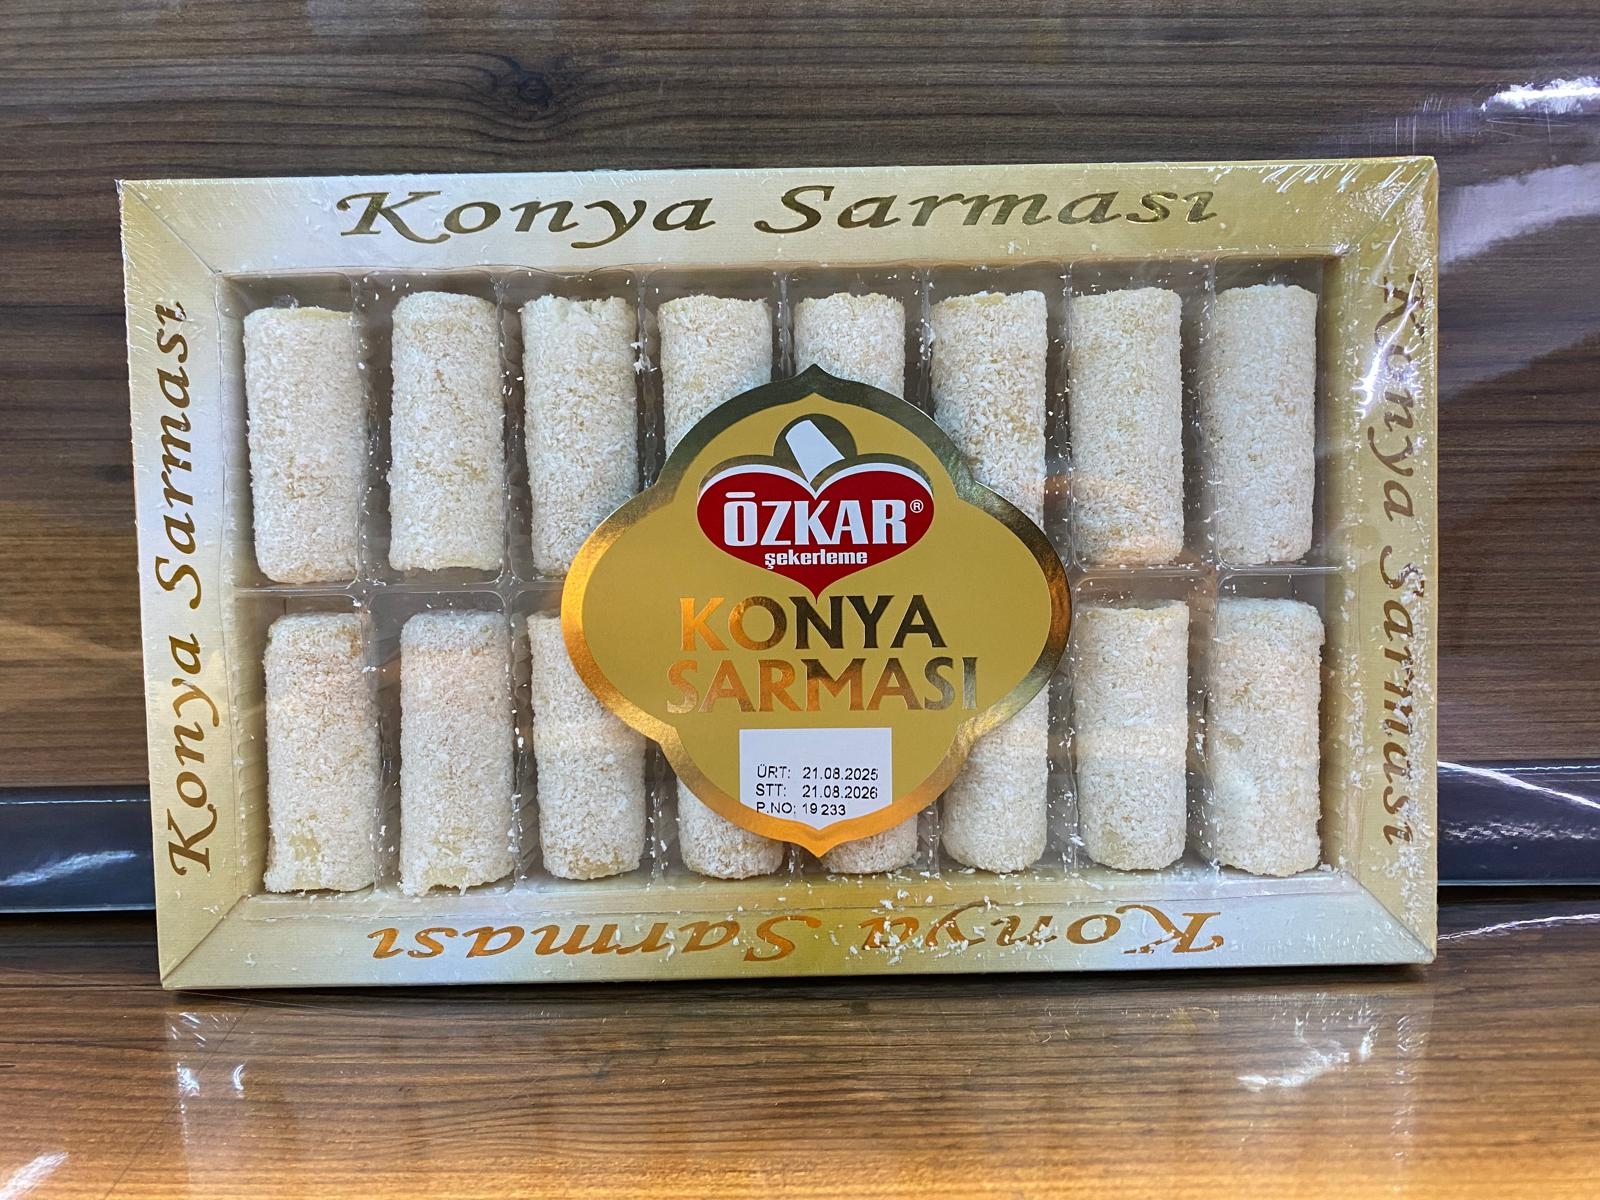 Konya Sarması
Konya Sarması
Konya Sarması
ÖZKAR®
şekerleme
KONYA
SARMASI
ÜRT: 21.08.2025
STT: 21.08.2026
P.NO: 19 233
Konya Sarması